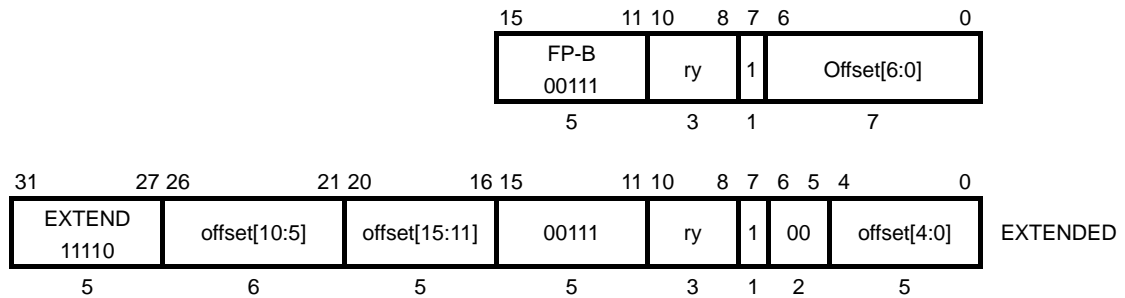 15 11 10 8 7 6 0
FP-B
00111 ry 1 Offset[6:0]
5 3 1 7
31 27 26 21 20 16 15 11 10 8 7 6 5 4 0
EXTEND
11110 offset[10:5] offset[15:11] 00111 ry 1 00 offset[4:0] EXTENDED
5 6 5 5 3 1 2 5